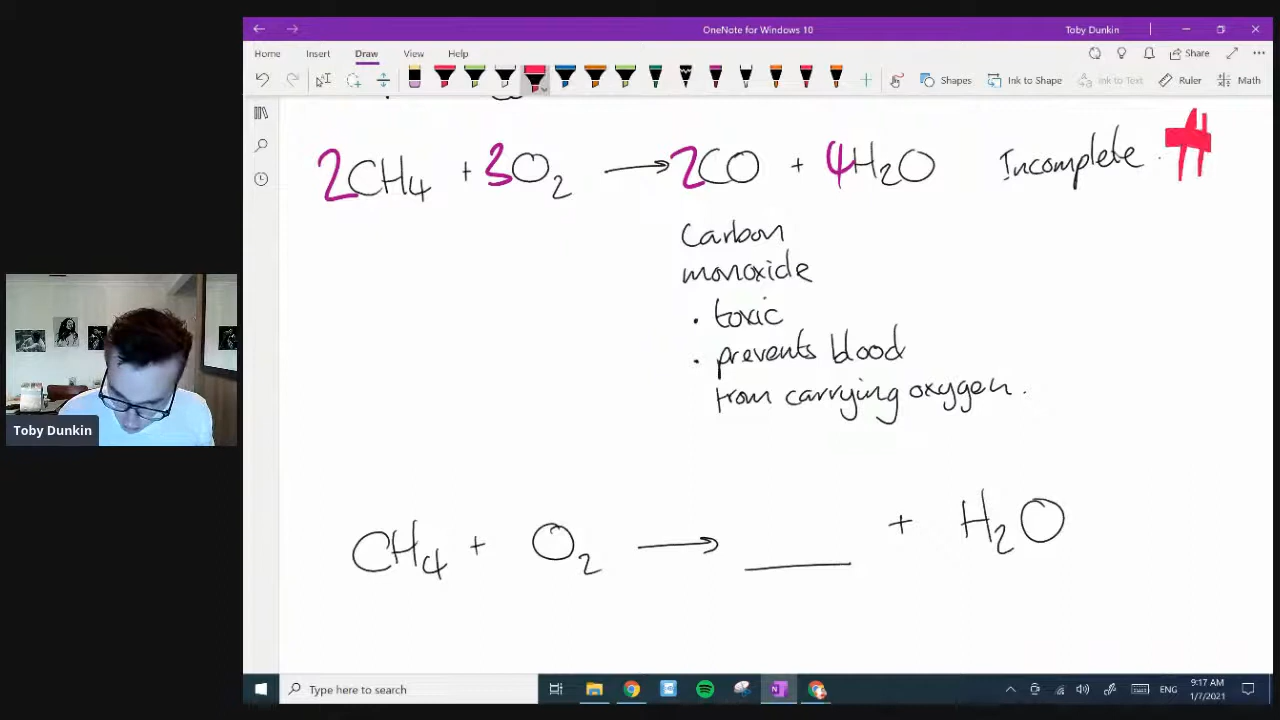 OneNote for Windows 10
Toby Dunkin
Home Insert Draw View Help
Share
Shapes Ink to Shape Ink to Text Ruler Math
2CH4 + 3O2 → 2CO + 4H2O Incomplete.
Carbon
monoxide
• toxic
• prevents blood
from carrying oxygen.
CH4 + O2 → ____ + H2O
Toby Dunkin
Type here to search
ENG
9:17 AM
1/7/2021